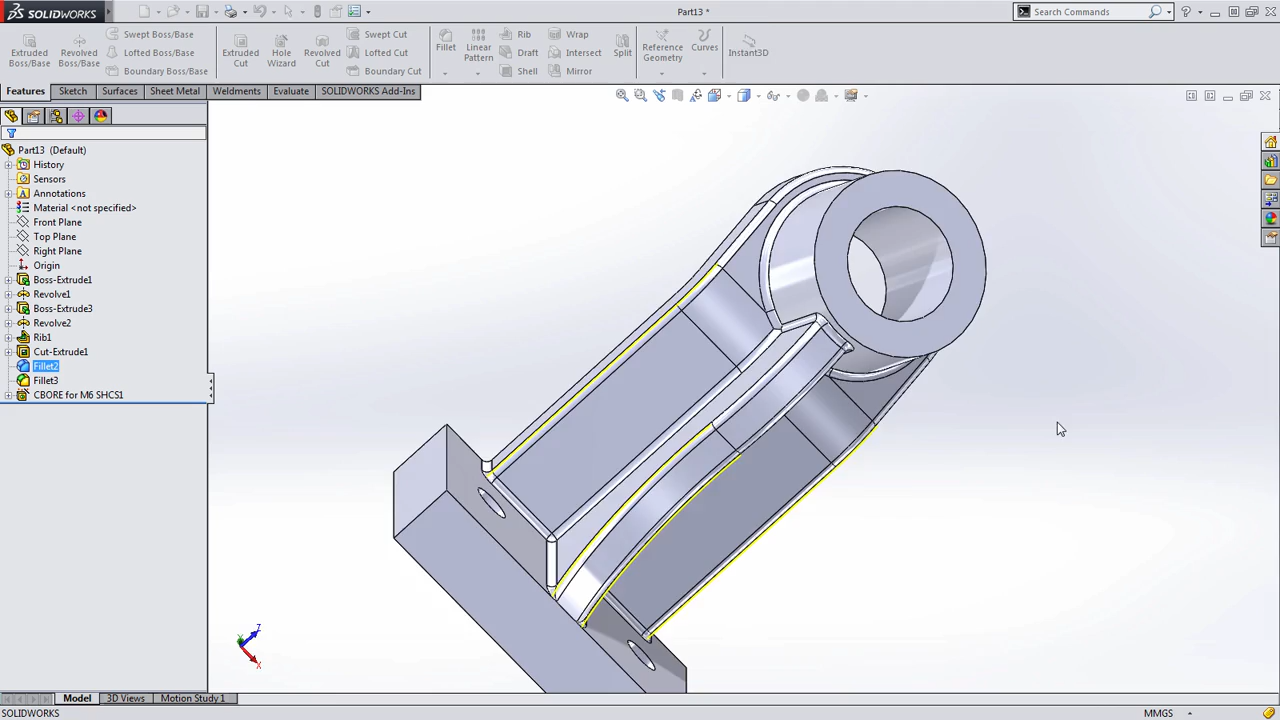 SOLIDWORKS
Part13 *
Search Commands
Extruded Boss/Base
Revolved Boss/Base
Swept Boss/Base
Lofted Boss/Base
Boundary Boss/Base
Extruded Cut
Hole Wizard
Revolved Cut
Swept Cut
Lofted Cut
Boundary Cut
Fillet
Linear Pattern
Rib
Draft
Shell
Wrap
Intersect
Mirror
Split
Reference Geometry
Curves
Instant3D
Features
Sketch
Surfaces
Sheet Metal
Weldments
Evaluate
SOLIDWORKS Add-Ins
Part13 (Default)
History
Sensors
Annotations
Material <not specified>
Front Plane
Top Plane
Right Plane
Origin
Boss-Extrude1
Revolve1
Boss-Extrude3
Revolve2
Rib1
Cut-Extrude1
Fillet2
Fillet3
CBORE for M6 SHCS1
Y
Z
X
Model
3D Views
Motion Study 1
SOLIDWORKS
MMGS